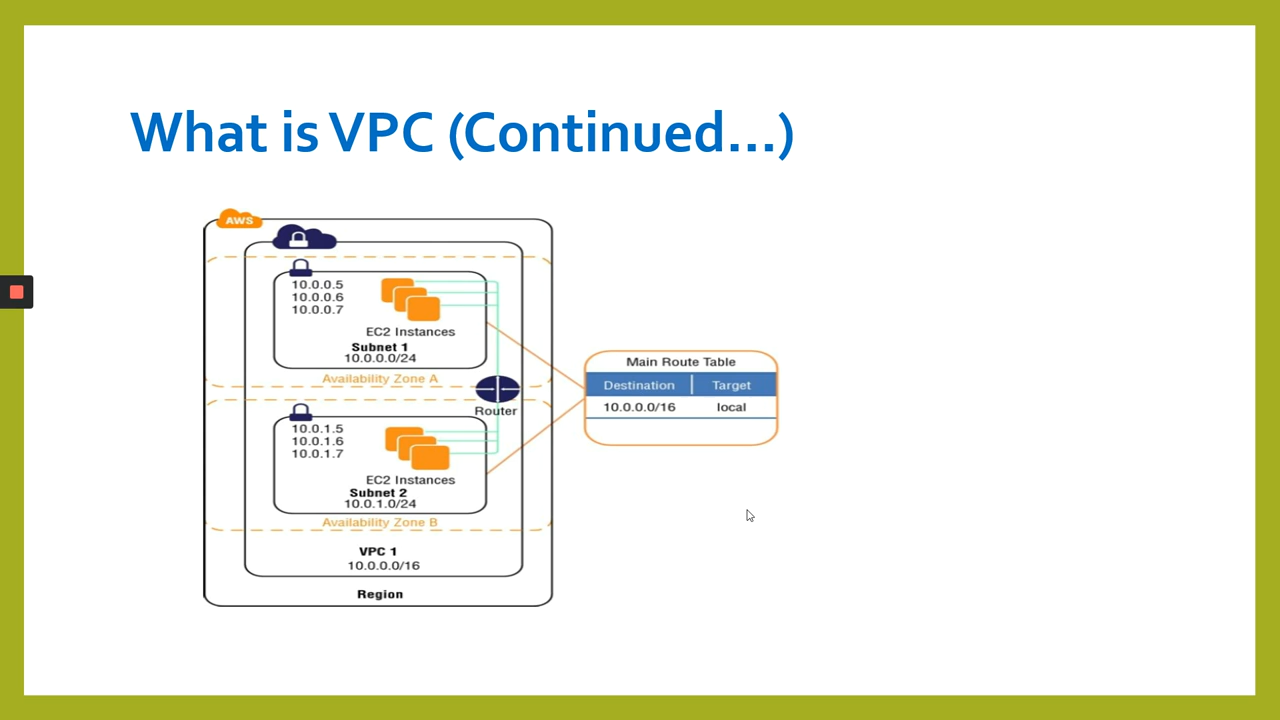 What is VPC (Continued...)
AWS
10.0.0.5
10.0.0.6
10.0.0.7
EC2 Instances
Subnet 1
10.0.0.0/24
Availability Zone A
Router
10.0.1.5
10.0.1.6
10.0.1.7
EC2 Instances
Subnet 2
10.0.1.0/24
Availability Zone B
VPC 1
10.0.0.0/16
Region
Main Route Table
Destination Target
10.0.0.0/16 local